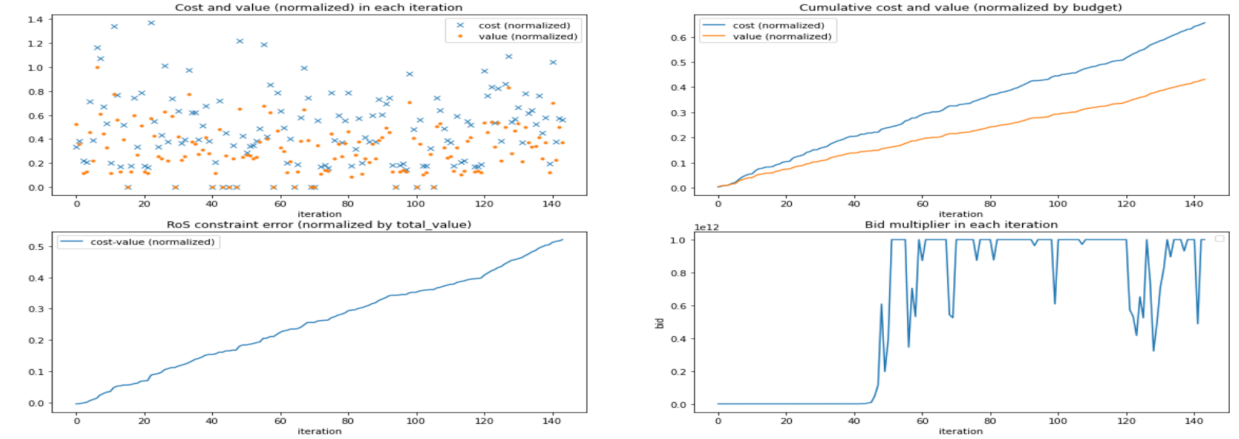 Cost and value (normalized) in each iteration
1.4
1.2
1.0
0.8
0.6
0.4
0.2
0.0
cost (normalized)
value (normalized)
0 20 40 60 80 100 120 140
iteration
Cumulative cost and value (normalized by budget)
0.6
0.5
0.4
0.3
0.2
0.1
0.0
cost (normalized)
value (normalized)
0 20 40 60 80 100 120 140
iteration
RoS constraint error (normalized by total_value)
0.5
0.4
0.3
0.2
0.1
0.0
cost-value (normalized)
0 20 40 60 80 100 120 140
iteration
Bid multiplier in each iteration
1e12
1.0
0.8
0.6
0.4
0.2
0.0
bid
0 20 40 60 80 100 120 140
iteration